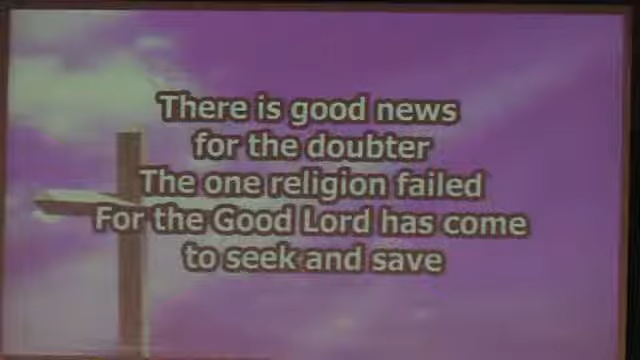 There is good news
for the doubter
The one religion failed
For the Good Lord has come
to seek and save